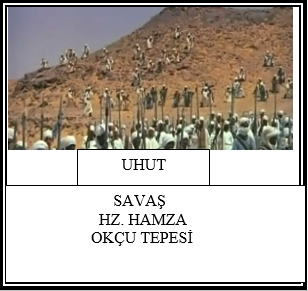 UHUT
SAVAŞ
HZ. HAMZA
OKÇU TEPESİ